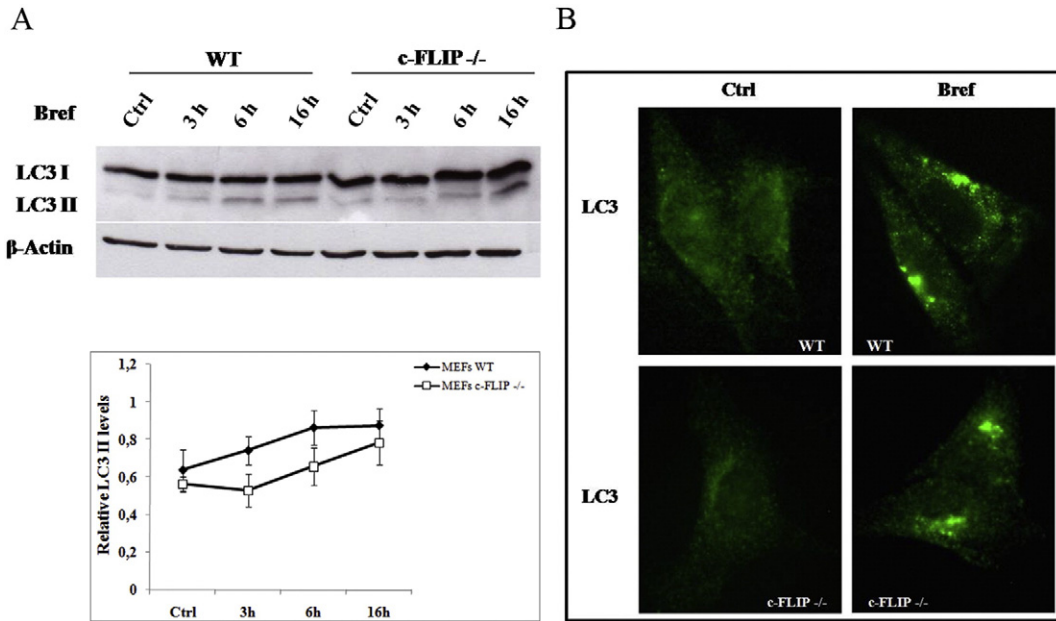 A
WT c-FLIP -/-
Bref Ctrl 3 h 6 h 16 h Ctrl 3 h 6 h 16 h
LC3 I
LC3 II
β-Actin
1,2
1
0,8
0,6
0,4
0,2
0
Relative LC3 II levels
MEFs WT
MEFs c-FLIP -/-
Ctrl 3h 6h 16h
B
Ctrl Bref
LC3
WT WT
LC3
c-FLIP -/- c-FLIP -/-